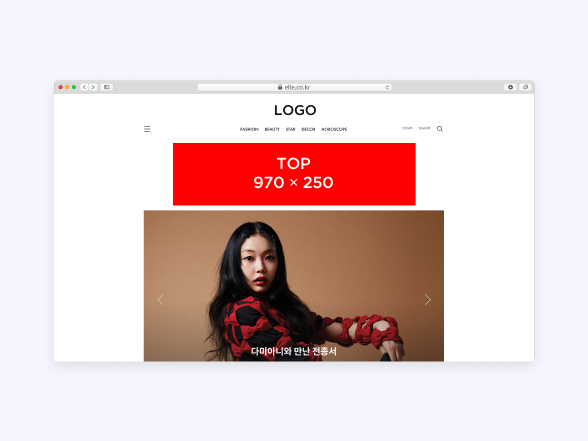 elle.co.kr
LOGO
FASHION BEAUTY STAR DECOR HOROSCOPE
LOGIN SIGNUP
TOP
970 × 250
다미아니와 만난 전종서